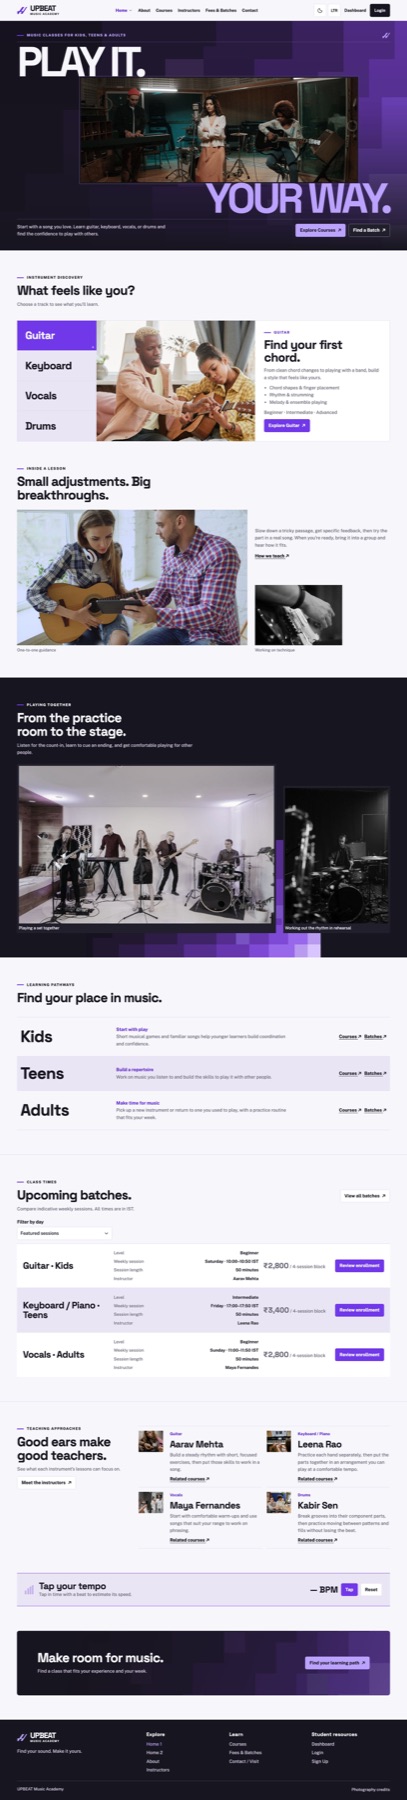 UPBEAT
MUSIC ACADEMY
Home
About
Courses
Instructors
Fees & Batches
Contact
LTR
Dashboard
Login
MUSIC CLASSES FOR KIDS, TEENS & ADULTS
PLAY IT.
YOUR WAY.
Start with a song you love. Learn guitar, keyboard, vocals, or drums and
find the confidence to play with others.
Explore Courses ↗
Find a Batch ↗
INSTRUMENT DISCOVERY
What feels like you?
Choose a track to see what you'll learn.
Guitar
Keyboard
Vocals
Drums
GUITAR
Find your first
chord.
From clean chord changes to playing with a band, build
a style that feels like yours.
• Chord shapes & finger placement
• Rhythm & strumming
• Melody & ensemble playing
Beginner · Intermediate · Advanced
Explore Guitar ↗
INSIDE A LESSON
Small adjustments. Big
breakthroughs.
Slow down a tricky passage, get specific feedback, then try the
part in a real song. When you're ready, bring it into a group and
hear how it fits.
How we teach ↗
One-to-one guidance
Working on technique
PLAYING TOGETHER
From the practice
room to the stage.
Listen for the count-in, learn to cue an ending, and get comfortable playing for other
people.
Playing a set together
Working out the rhythm in rehearsal
LEARNING PATHWAYS
Find your place in music.
Kids
Start with play
Short musical games and familiar songs help younger learners build coordination
and confidence.
Courses ↗ Batches ↗
Teens
Build a repertoire
Work on music you listen to and build the skills to play it with other people.
Courses ↗ Batches ↗
Adults
Make time for music
Pick up a new instrument or return to one you used to play, with a practice routine
that fits your week.
Courses ↗ Batches ↗
CLASS TIMES
Upcoming batches.
Compare indicative weekly sessions. All times are in IST.
View all batches ↗
Filter by day
Featured sessions
Guitar · Kids
Level Beginner
Weekly session Saturday · 10:00–10:50 IST
Session length 50 minutes
Instructor Aarav Mehta
₹2,800 / 4-session block
Review enrollment
Keyboard / Piano ·
Teens
Level Intermediate
Weekly session Friday · 17:00–17:50 IST
Session length 50 minutes
Instructor Leena Rao
₹3,400 / 4-session block
Review enrollment
Vocals · Adults
Level Beginner
Weekly session Sunday · 11:00–11:50 IST
Session length 50 minutes
Instructor Maya Fernandes
₹2,800 / 4-session block
Review enrollment
TEACHING APPROACHES
Good ears make
good teachers.
See what each instrument's lessons can focus on.
Meet the instructors ↗
Guitar
Aarav Mehta
Build a steady rhythm with short, focused
exercises, then put those skills to work in a
song.
Related courses ↗
Keyboard / Piano
Leena Rao
Practice each hand separately, then put the
parts together in an arrangement you can
play at a comfortable tempo.
Related courses ↗
Vocals
Maya Fernandes
Start with comfortable warm-ups and use
songs that suit your range to work on
phrasing.
Related courses ↗
Drums
Kabir Sen
Break grooves into their component parts,
then practice moving between patterns and
fills without losing the beat.
Related courses ↗
Tap your tempo
Tap in time with a beat to estimate its speed.
— BPM
Tap
Reset
Make room for music.
Find a class that fits your experience and your week.
Find your learning path ↗
UPBEAT
MUSIC ACADEMY
Find your sound. Make it yours.
Explore
Home 1
Home 2
About
Instructors
Learn
Courses
Fees & Batches
Contact / Visit
Student resources
Dashboard
Login
Sign Up
UPBEAT Music Academy
Photography credits